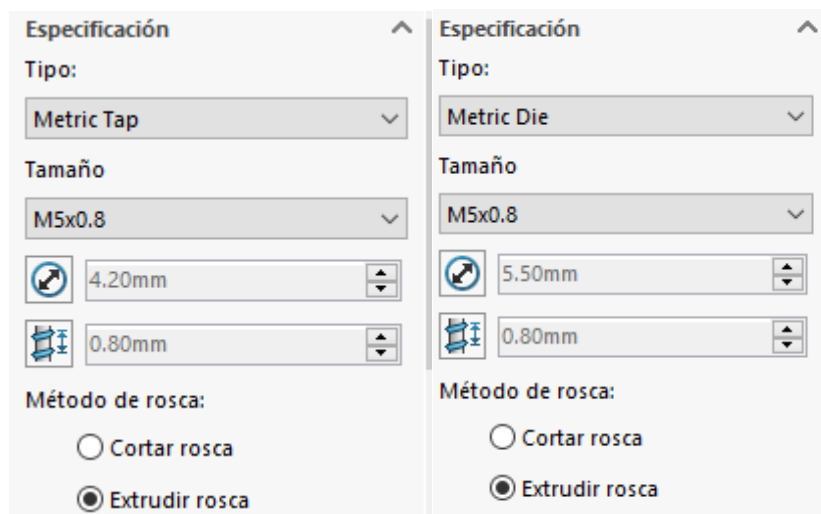 Especificación
Tipo:
Metric Tap
Tamaño
M5x0.8
4.20mm
0.80mm
Método de rosca:
Cortar rosca
Extrudir rosca
Especificación
Tipo:
Metric Die
Tamaño
M5x0.8
5.50mm
0.80mm
Método de rosca:
Cortar rosca
Extrudir rosca